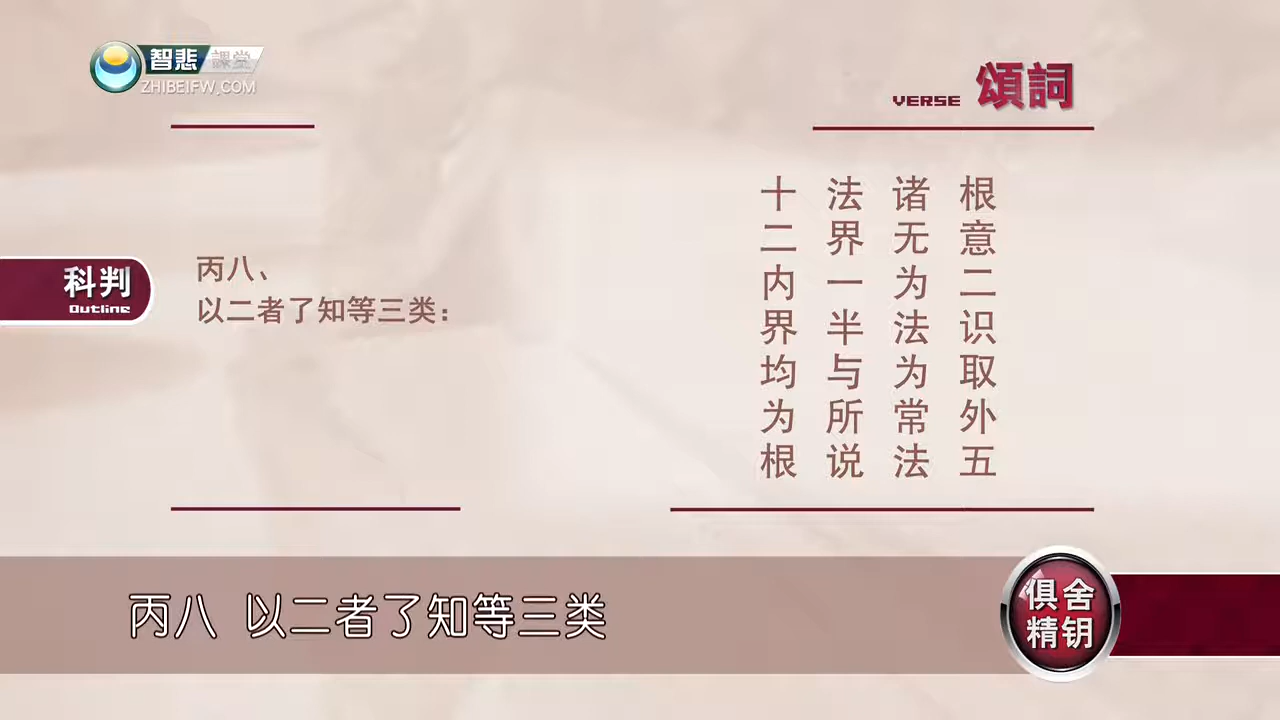 智悲課堂
ZHIBEIFW.COM
VERSE 頌詞
根意二识取外五
诸无为法为常法
法界一半与所说
十二内界均为根
科判
Outline
丙八、
以二者了知等三类：
丙八 以二者了知等三类
俱舍
精钥